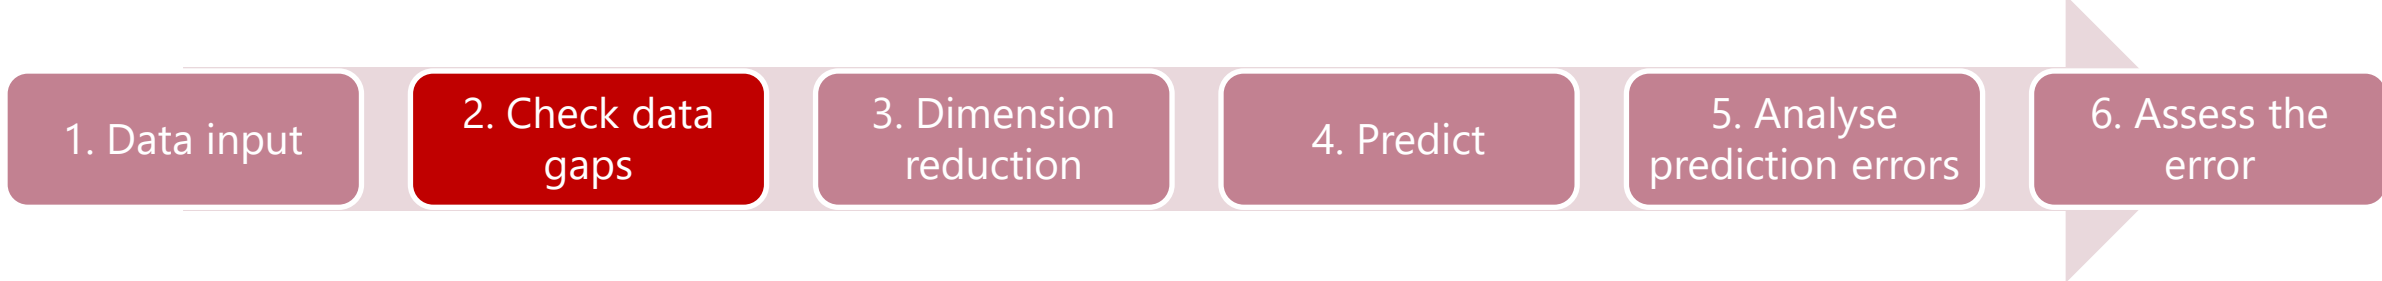 1. Data input
2. Check data
gaps
3. Dimension
reduction
4. Predict
5. Analyse
prediction errors
6. Assess the
error